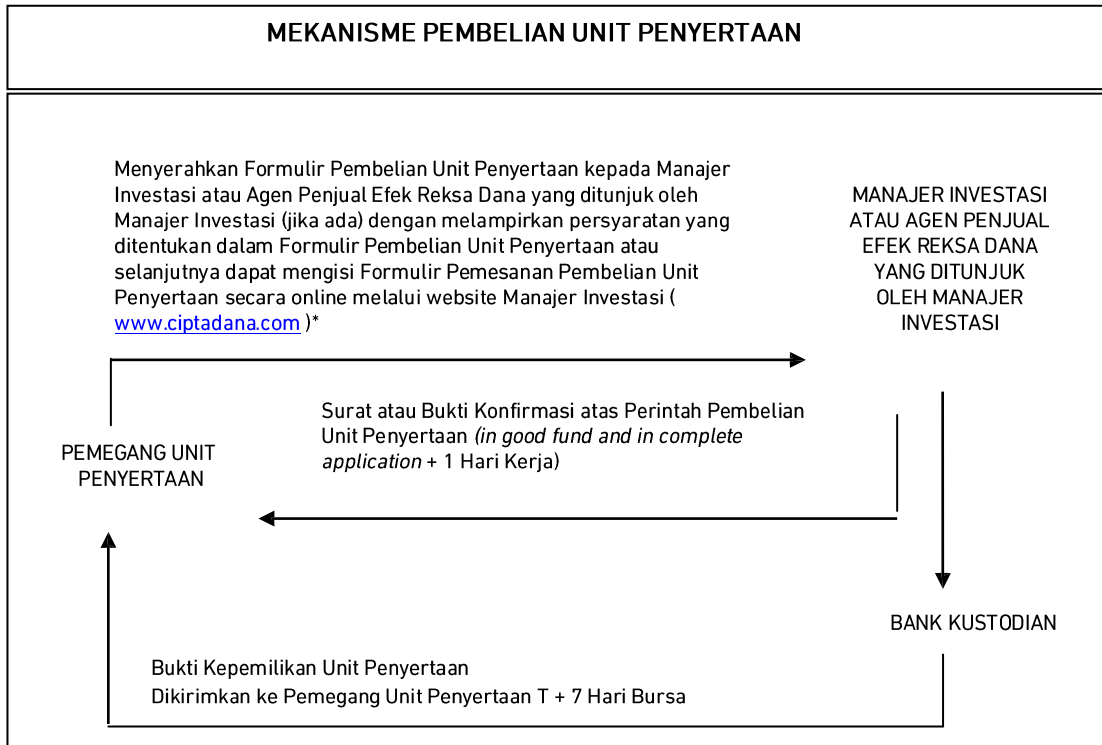 MEKANISME PEMBELIAN UNIT PENYERTAAN
Menyerahkan Formulir Pembelian Unit Penyertaan kepada Manajer
Investasi atau Agen Penjual Efek Reksa Dana yang ditunjuk oleh
Manajer Investasi (jika ada) dengan melampirkan persyaratan yang
ditentukan dalam Formulir Pembelian Unit Penyertaan atau
selanjutnya dapat mengisi Formulir Pemesanan Pembelian Unit
Penyertaan secara online melalui website Manajer Investasi (
www.ciptadana.com )*
MANAJER INVESTASI
ATAU AGEN PENJUAL
EFEK REKSA DANA
YANG DITUNJUK
OLEH MANAJER
INVESTASI
Surat atau Bukti Konfirmasi atas Perintah Pembelian
Unit Penyertaan (in good fund and in complete
application + 1 Hari Kerja)
PEMEGANG UNIT
PENYERTAAN
BANK KUSTODIAN
Bukti Kepemilikan Unit Penyertaan
Dikirimkan ke Pemegang Unit Penyertaan T + 7 Hari Bursa